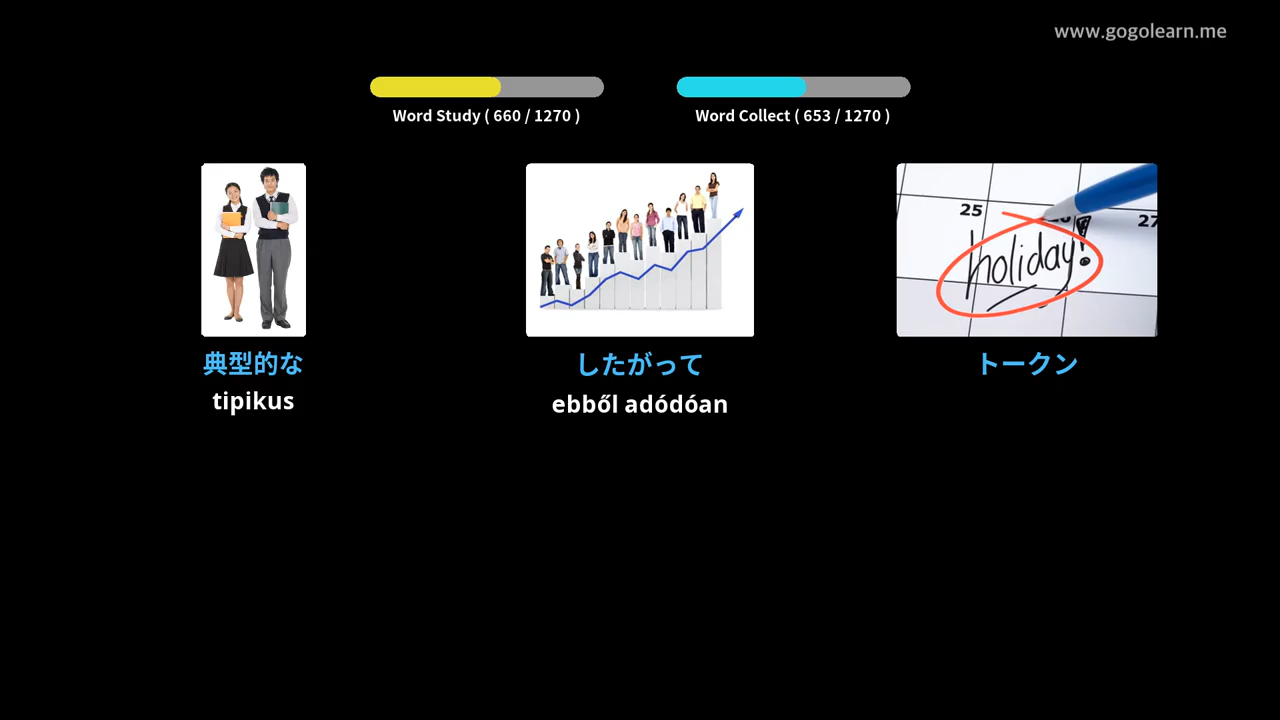 www.gogolearn.me
Word Study ( 660 / 1270 )
Word Collect ( 653 / 1270 )
25
27
holiday!
典型的な
したがって
トークン
tipikus
ebből adódóan